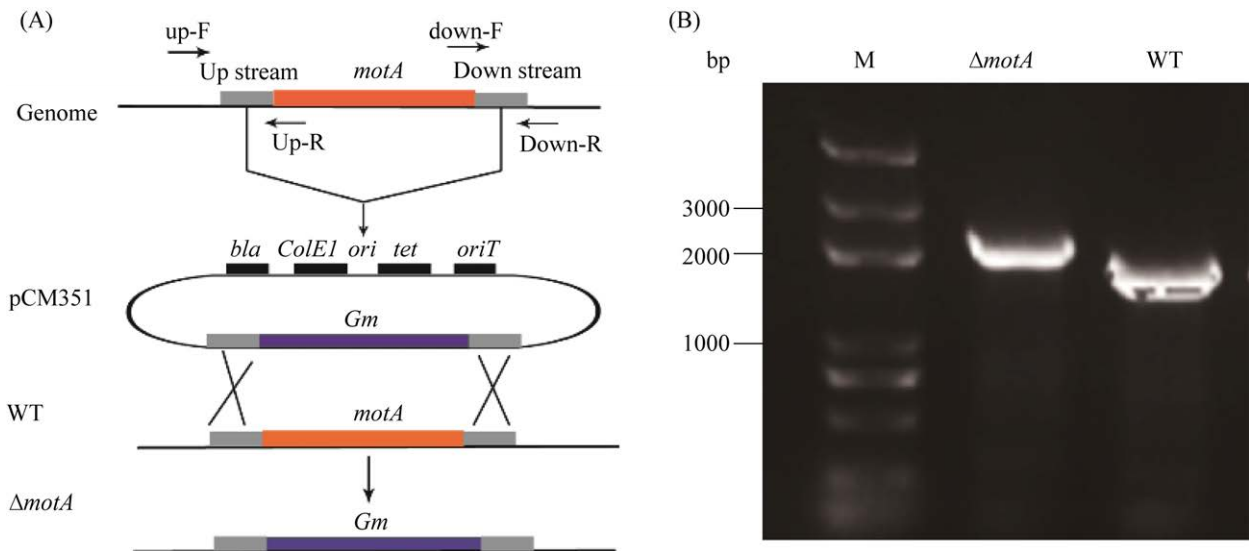 (A)
up-F
down-F
Up stream
motA
Down stream
Genome
Up-R
Down-R
bla
ColE1
ori
tet
oriT
pCM351
Gm
WT
motA
ΔmotA
Gm
(B)
bp
M
ΔmotA
WT
3000
2000
1000